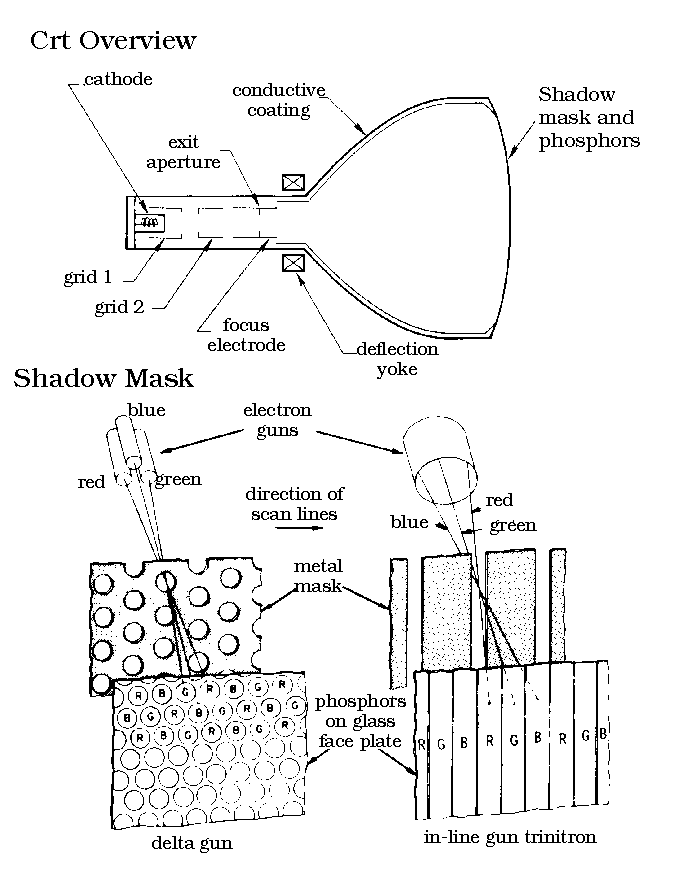 Crt Overview
cathode
conductive
coating
Shadow
mask and
phosphors
exit
aperture
grid 1
grid 2
focus
electrode
deflection
yoke
Shadow Mask
blue
electron
guns
red
green
direction of
scan lines
red
blue
green
metal
mask
R B G R B G R
B G R B G R B
R B G R B G R
phosphors
on glass
face plate
R G B R G B R G B
delta gun
in-line gun trinitron